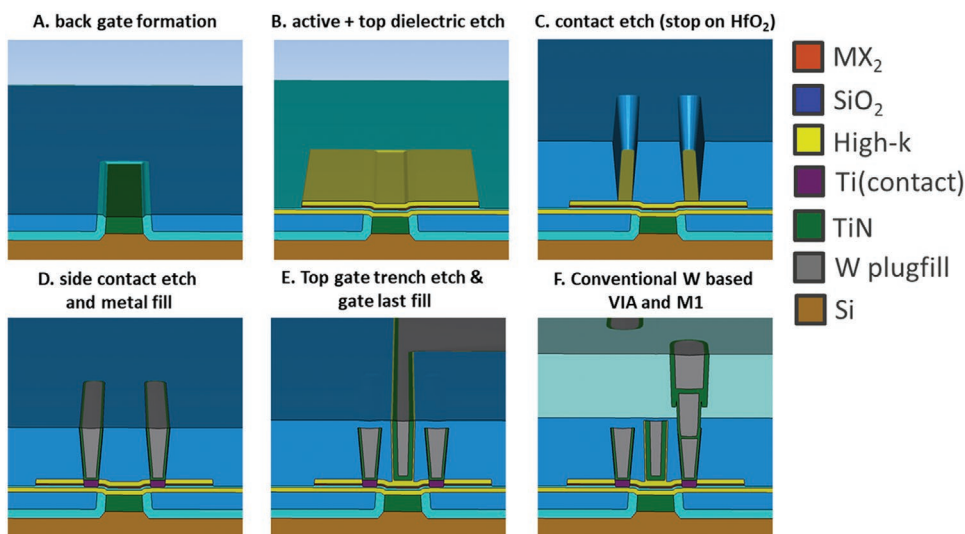 A. back gate formation
B. active + top dielectric etch
C. contact etch (stop on HfO₂)
MX₂
SiO₂
High-k
Ti(contact)
TiN
W plugfill
Si
D. side contact etch
and metal fill
E. Top gate trench etch &
gate last fill
F. Conventional W based
VIA and M1